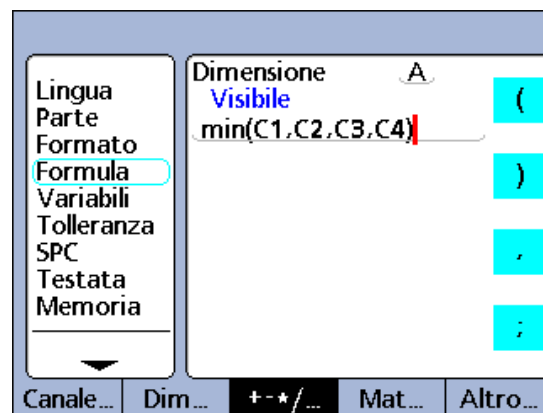 Lingua
Parte
Formato
Formula
Variabili
Tolleranza
SPC
Testata
Memoria
Dimensione A
Visibile
min(C1,C2,C3,C4)
(
)
,
;
Canale... Dim... +-*/... Mat... Altro...